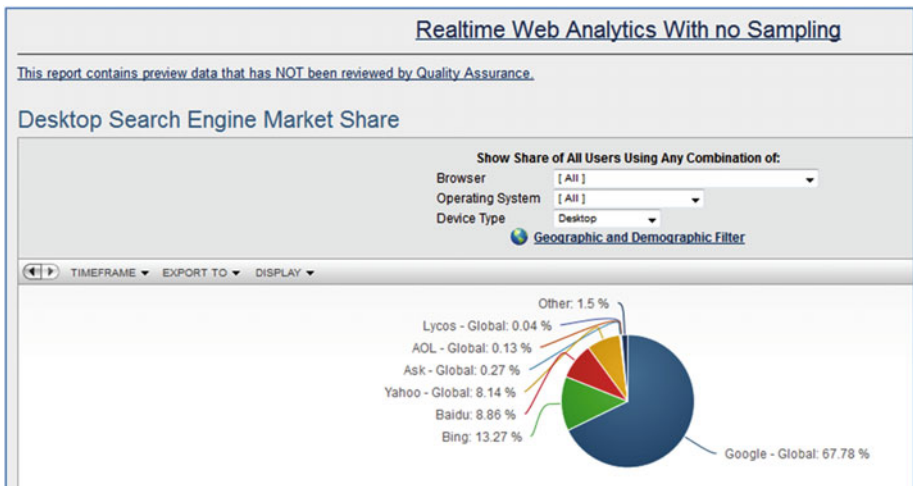 Realtime Web Analytics With no Sampling
This report contains preview data that has NOT been reviewed by Quality Assurance.
Desktop Search Engine Market Share
Show Share of All Users Using Any Combination of:
Browser [ All ]
Operating System [ All ]
Device Type Desktop
Geographic and Demographic Filter
TIMEFRAME EXPORT TO DISPLAY
Other: 1.5 %
Lycos - Global: 0.04 %
AOL - Global: 0.13 %
Ask - Global: 0.27 %
Yahoo - Global: 8.14 %
Baidu: 8.86 %
Bing: 13.27 %
Google - Global: 67.78 %